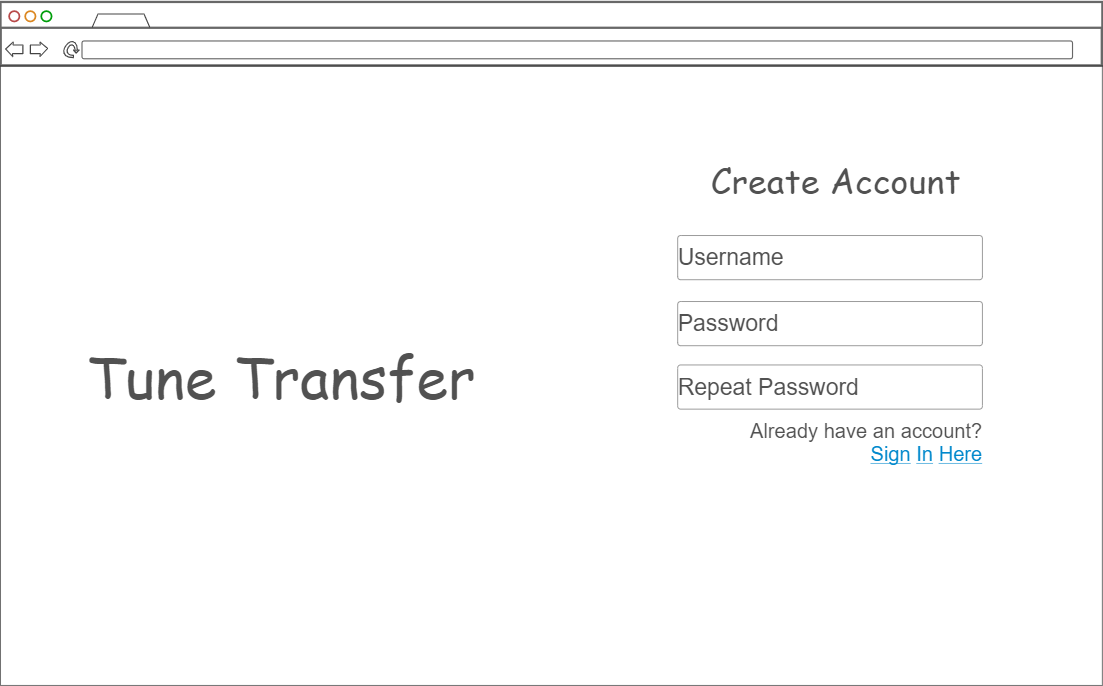 Create Account
Username
Password
Tune Transfer
Repeat Password
Already have an account?
Sign In Here